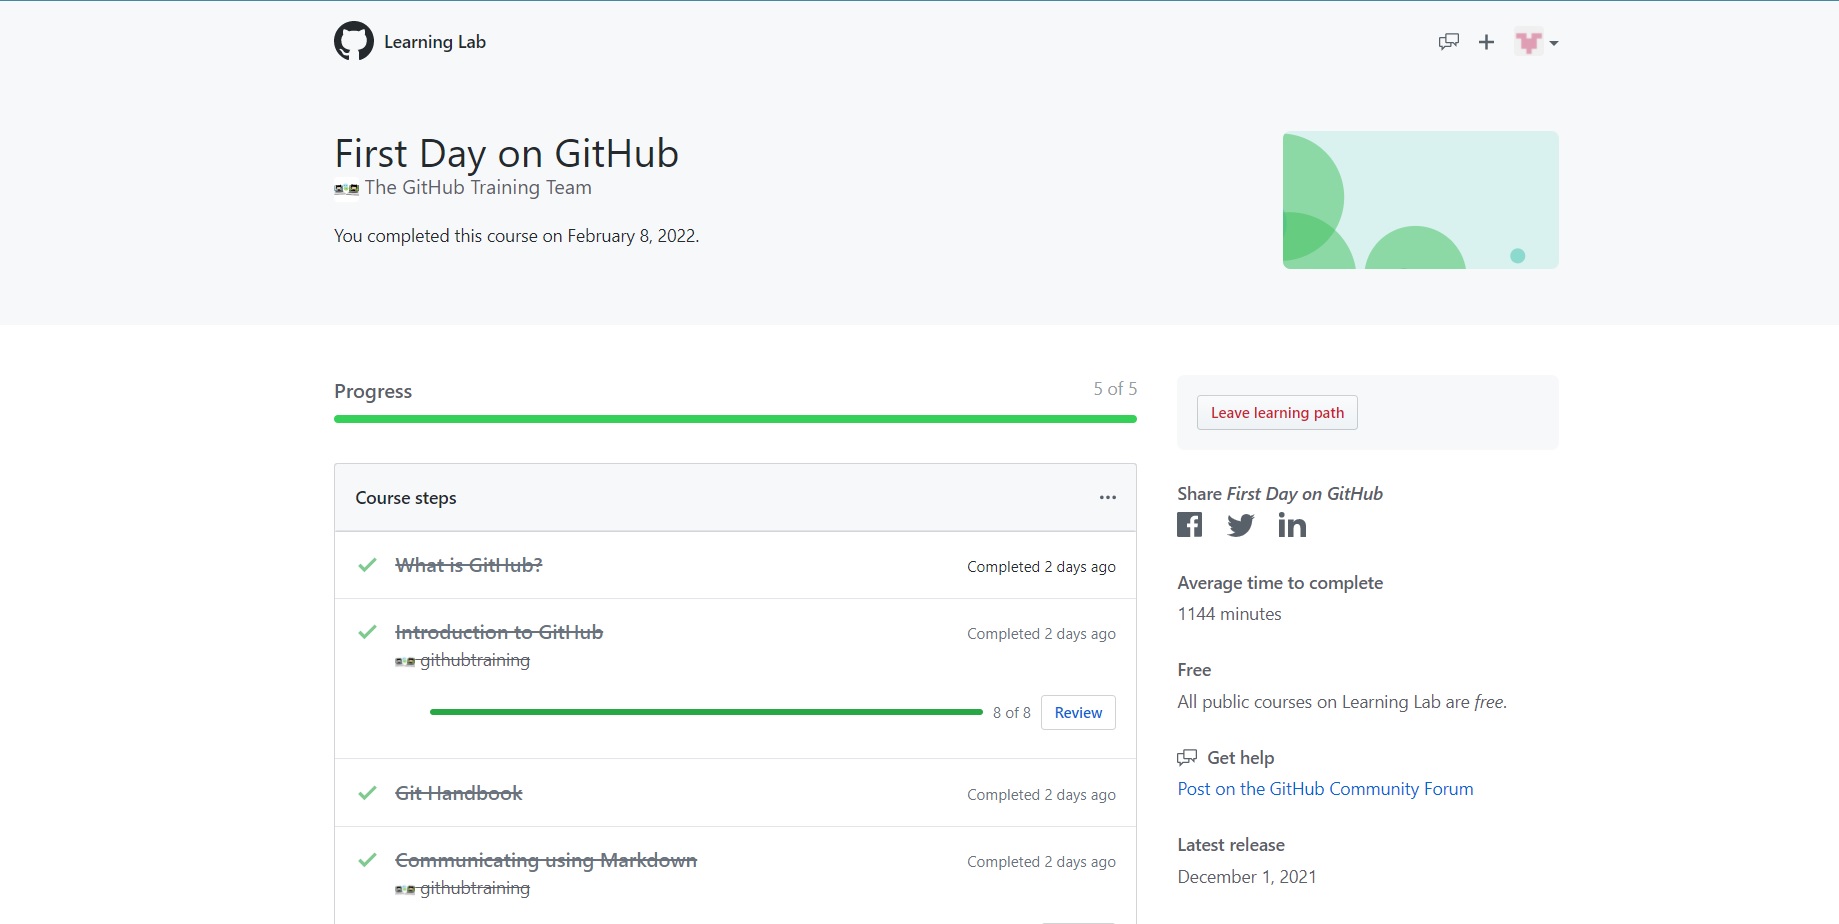 Learning Lab
First Day on GitHub
The GitHub Training Team
You completed this course on February 8, 2022.
Progress
5 of 5
Course steps
What is GitHub?
Completed 2 days ago
Introduction to GitHub
Completed 2 days ago
githubtraining
8 of 8
Review
Git Handbook
Completed 2 days ago
Communicating using Markdown
Completed 2 days ago
githubtraining
Leave learning path
Share First Day on GitHub
Average time to complete
1144 minutes
Free
All public courses on Learning Lab are free.
Get help
Post on the GitHub Community Forum
Latest release
December 1, 2021